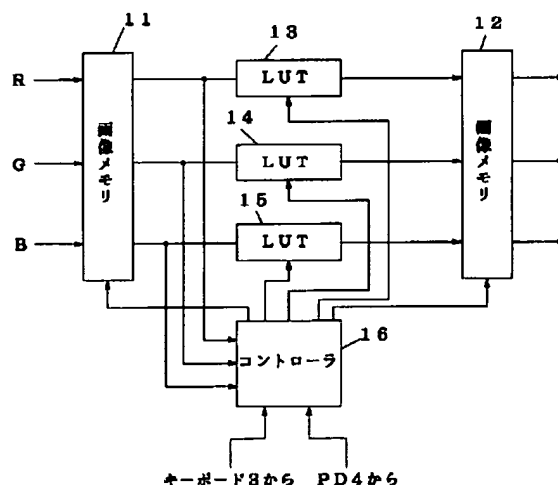 11
13
12
R
LUT
14
G
画像メモリ
LUT
画像メモリ
15
B
LUT
16
コントローラ
キーボード3から PD4から